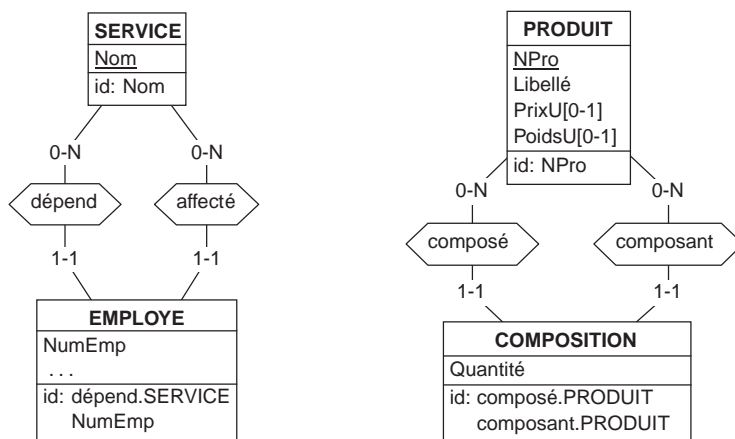 SERVICE
Nom
id: Nom
0-N 0-N
dépend affecté
1-1 1-1
EMPLOYE
NumEmp
. . .
id: dépend.SERVICE
NumEmp
PRODUIT
NPro
Libellé
PrixU[0-1]
PoidsU[0-1]
id: NPro
0-N 0-N
composé composant
1-1 1-1
COMPOSITION
Quantité
id: composé.PRODUIT
composant.PRODUIT